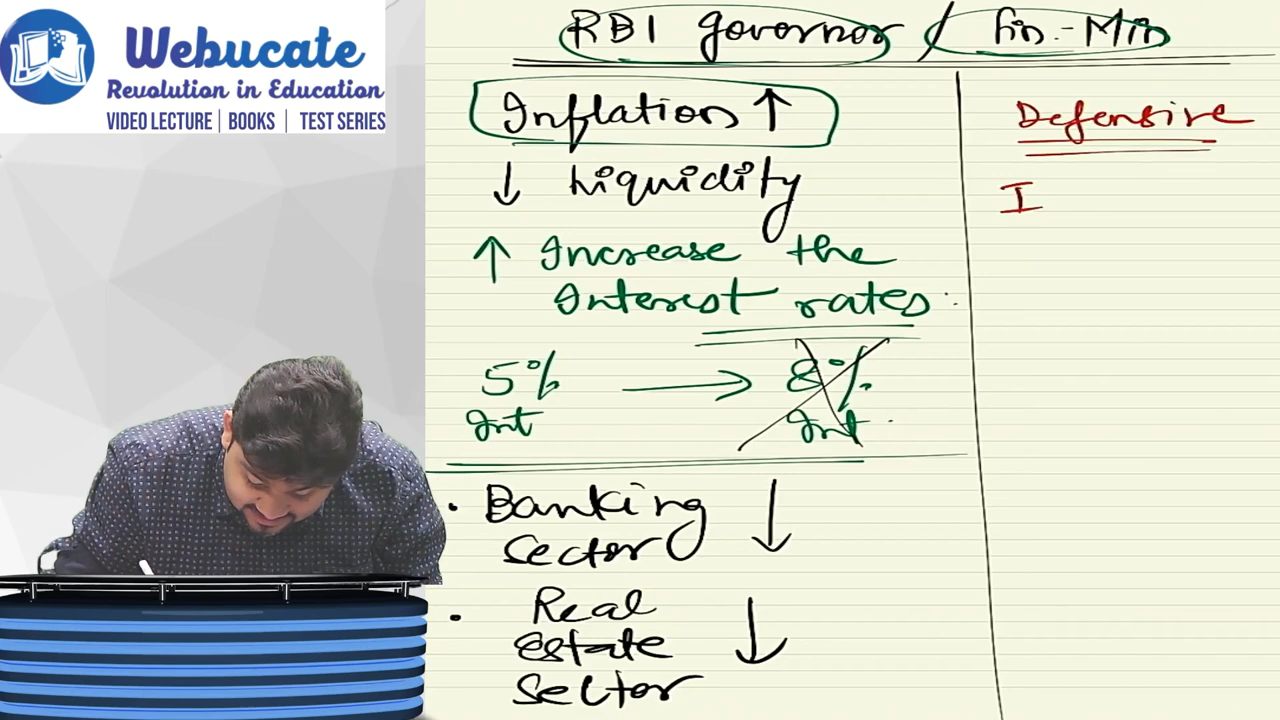 Webucate
Revolution in Education
VIDEO LECTURE | BOOKS | TEST SERIES
RBI governor / Fin.-Min
Inflation ↑
↓ Liquidity
↑ Increase the
Interest rates.
5% → 8%
Int Int.
• Banking ↓
Sector
• Real ↓
Estate
Sector
Defensive
I